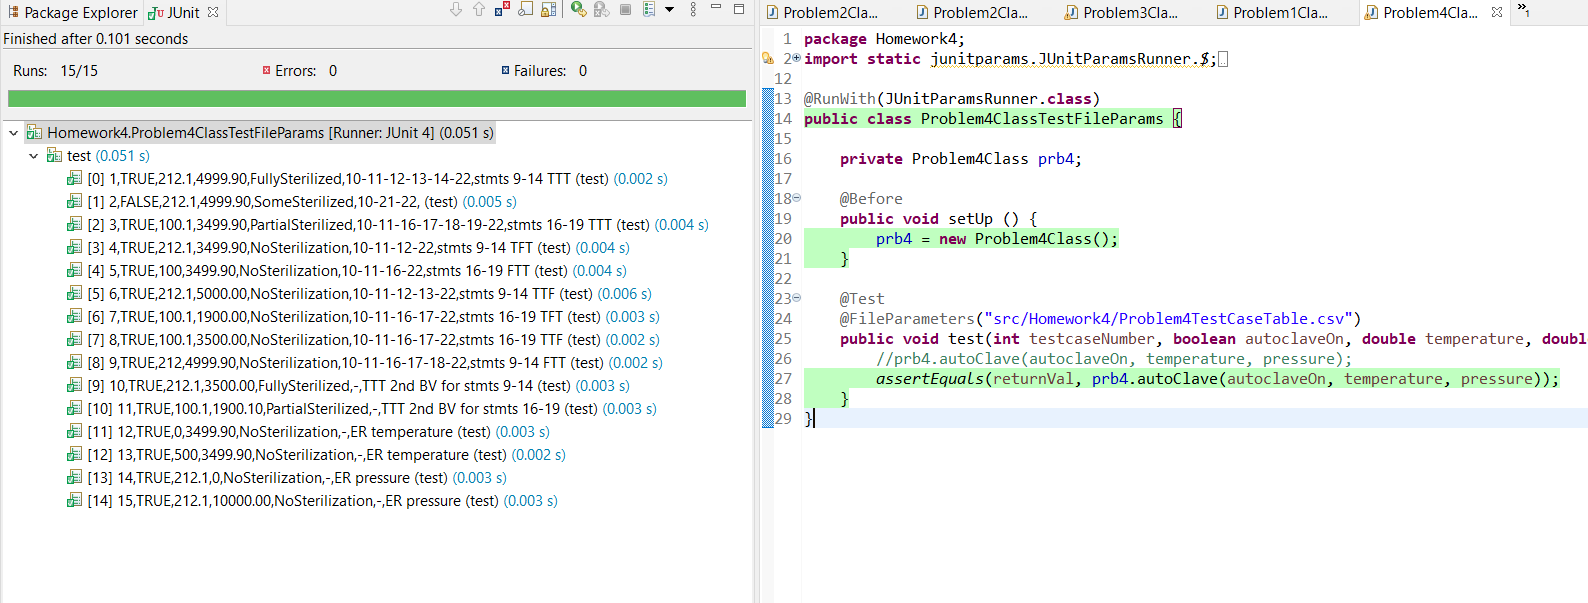 Package Explorer JUnit
Finished after 0.101 seconds
Runs: 15/15 Errors: 0 Failures: 0
Homework4.Problem4ClassTestFileParams [Runner: JUnit 4] (0.051 s)
test (0.051 s)
[0] 1,TRUE,212.1,4999.90,FullySterilized,10-11-12-13-14-22,stmts 9-14 TTT (test) (0.002 s)
[1] 2,FALSE,212.1,4999.90,SomeSterilized,10-21-22, (test) (0.005 s)
[2] 3,TRUE,100.1,3499.90,PartialSterilized,10-11-16-17-18-19-22,stmts 16-19 TTT (test) (0.004 s)
[3] 4,TRUE,212.1,3499.90,NoSterilization,10-11-12-22,stmts 9-14 TFT (test) (0.004 s)
[4] 5,TRUE,100,3499.90,NoSterilization,10-11-16-22,stmts 16-19 FTT (test) (0.004 s)
[5] 6,TRUE,212.1,5000.00,NoSterilization,10-11-12-13-22,stmts 9-14 TTF (test) (0.006 s)
[6] 7,TRUE,100.1,1900.00,NoSterilization,10-11-16-17-22,stmts 16-19 TFT (test) (0.003 s)
[7] 8,TRUE,100.1,3500.00,NoSterilization,10-11-16-17-22,stmts 16-19 TTF (test) (0.002 s)
[8] 9,TRUE,212,4999.90,NoSterilization,10-11-16-17-18-22,stmts 9-14 FTT (test) (0.002 s)
[9] 10,TRUE,212.1,3500.00,FullySterilized,-,TTT 2nd BV for stmts 9-14 (test) (0.003 s)
[10] 11,TRUE,100.1,1900.10,PartialSterilized,-,TTT 2nd BV for stmts 16-19 (test) (0.003 s)
[11] 12,TRUE,0,3499.90,NoSterilization,-,ER temperature (test) (0.003 s)
[12] 13,TRUE,500,3499.90,NoSterilization,-,ER temperature (test) (0.002 s)
[13] 14,TRUE,212.1,0,NoSterilization,-,ER pressure (test) (0.003 s)
[14] 15,TRUE,212.1,10000.00,NoSterilization,-,ER pressure (test) (0.003 s)
Problem2Cla... Problem2Cla... Problem3Cla... Problem1Cla... Problem4Cla... »1
1 package Homework4;
2 import static junitparams.JUnitParamsRunner.$;
12
13 @RunWith(JUnitParamsRunner.class)
14 public class Problem4ClassTestFileParams {
15
16 private Problem4Class prb4;
17
18 @Before
19 public void setUp () {
20 prb4 = new Problem4Class();
21 }
22
23 @Test
24 @FileParameters("src/Homework4/Problem4TestCaseTable.csv")
25 public void test(int testcaseNumber, boolean autoclaveOn, double temperature, doubl
26 //prb4.autoClave(autoclaveOn, temperature, pressure);
27 assertEquals(returnVal, prb4.autoClave(autoclaveOn, temperature, pressure));
28 }
29 }